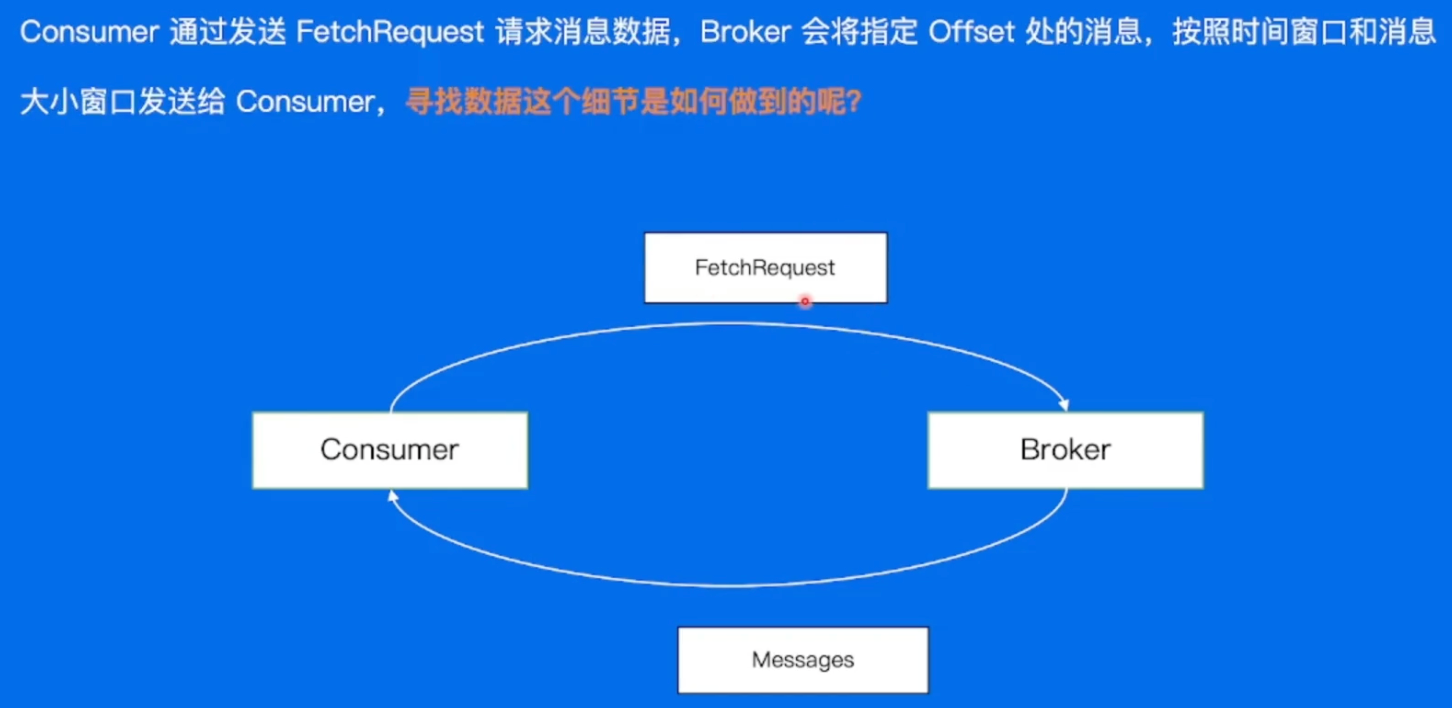 Consumer 通过发送 FetchRequest 请求消息数据，Broker 会将指定 Offset 处的消息，按照时间窗口和消息
大小窗口发送给 Consumer，寻找数据这个细节是如何做到的呢?
FetchRequest
Consumer
Broker
Messages